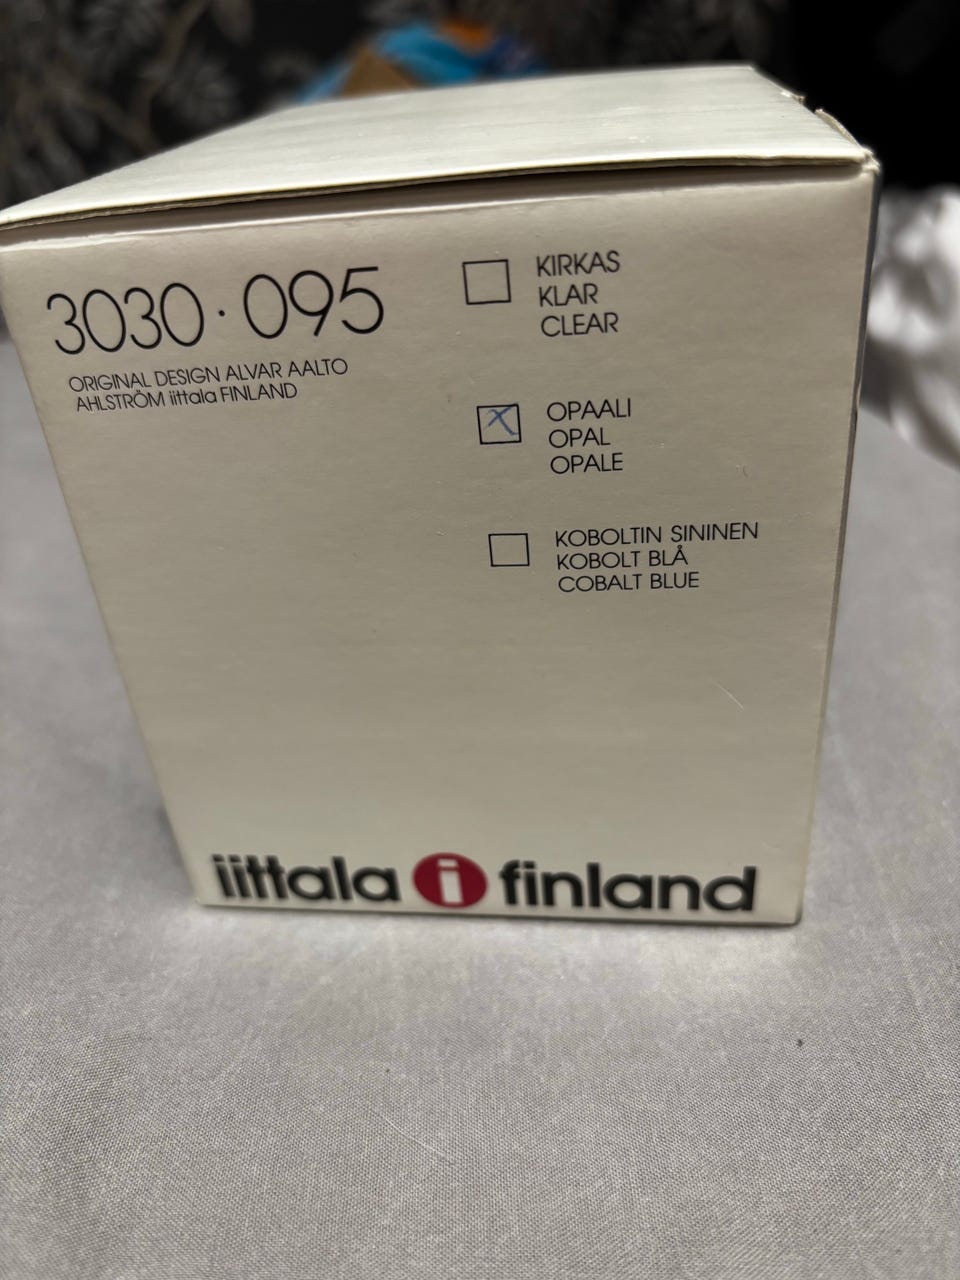 3030·095
ORIGINAL DESIGN ALVAR AALTO
AHLSTRÖM iittala FINLAND
KIRKAS
KLAR
CLEAR
X
OPAALI
OPAL
OPALE
KOBOLTIN SININEN
KOBOLT BLÅ
COBALT BLUE
iittala i finland